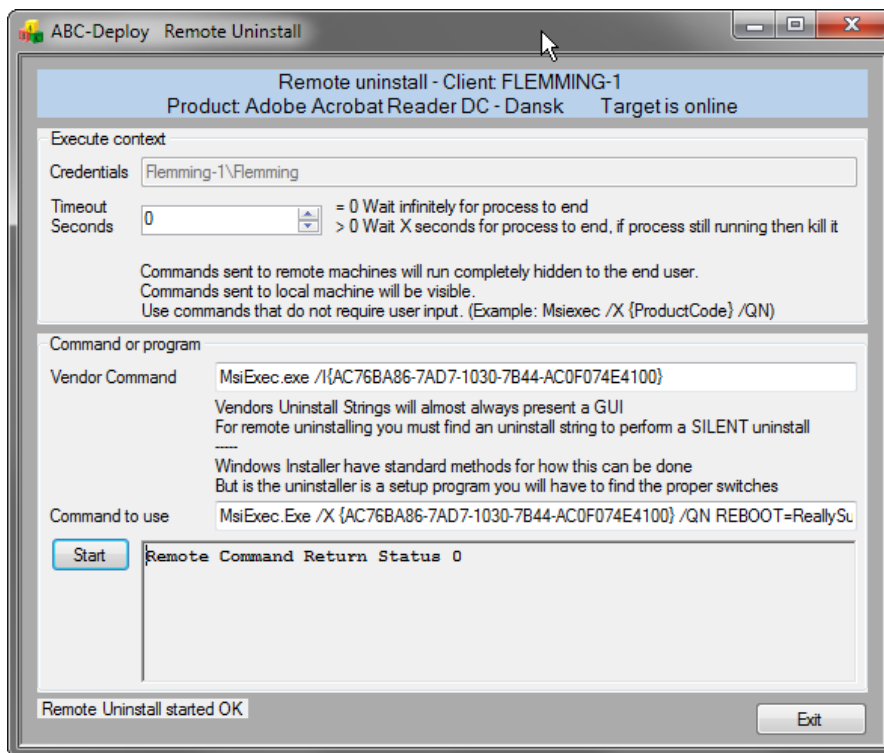 ABC-Deploy Remote Uninstall
Remote uninstall - Client: FLEMMING-1
Product: Adobe Acrobat Reader DC - Dansk Target is online
Execute context
Credentials Flemming-1\Flemming
Timeout Seconds 0
= 0 Wait infinitely for process to end
> 0 Wait X seconds for process to end, if process still running then kill it
Commands sent to remote machines will run completely hidden to the end user.
Commands sent to local machine will be visible.
Use commands that do not require user input. (Example: Msiexec /X {ProductCode} /QN)
Command or program
Vendor Command MsiExec.exe /I{AC76BA86-7AD7-1030-7B44-AC0F074E4100}
Vendors Uninstall Strings will almost always present a GUI
For remote uninstalling you must find an uninstall string to perform a SILENT uninstall
-----
Windows Installer have standard methods for how this can be done
But is the uninstaller is a setup program you will have to find the proper switches
Command to use MsiExec.Exe /X {AC76BA86-7AD7-1030-7B44-AC0F074E4100} /QN REBOOT=ReallySu
Start
Remote Command Return Status 0
Remote Uninstall started OK
Exit